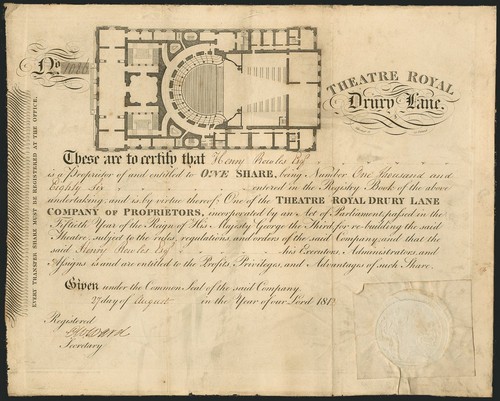 No. 1086
THEATRE ROYAL
Drury Lane.
EVERY TRANSFER SHARE MUST BE REGISTERED AT THE OFFICE.
These are to certify that Henry Rowles Esqr.
is a Proprietor of and entitled to ONE SHARE, being Number One thousand and
Eighty Six entered in the Registry Book of the above
undertaking, and is by virtue thereof, One of the THEATRE ROYAL DRURY LANE
COMPANY OF PROPRIETORS, incorporated by an Act of Parliament passed in the
Fiftieth Year of the Reign of His Majesty George the Third for re-building the said
Theatre, subject to the rules, regulations, and orders of the said Company, and that the
said Henry Rowles Esqr. his Executors, Administrators, and
Assigns is and are entitled to the Profits, Privileges, and Advantages of such Share.
Given under the Common Seal of the said Company,
27 day of August in the Year of our Lord 1812
Registered
Secretary.